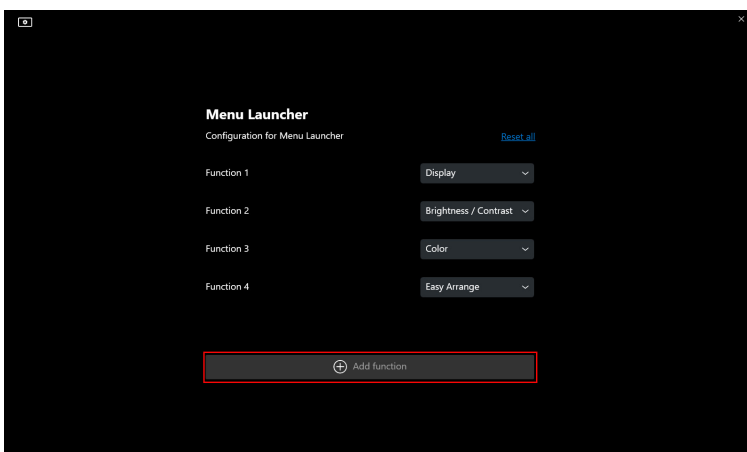 Menu Launcher
Configuration for Menu Launcher Reset all
Function 1 Display
Function 2 Brightness / Contrast
Function 3 Color
Function 4 Easy Arrange
Add function